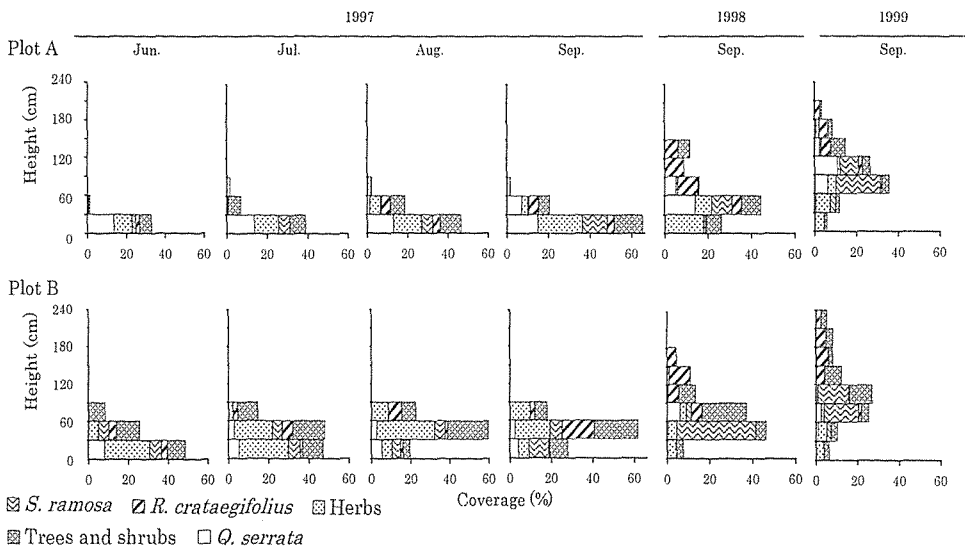 1997 1998 1999
Plot A Jun. Jul. Aug. Sep. Sep. Sep.
Height (cm)
240
180
120
60
0
0 20 40 60 0 20 40 60 0 20 40 60 0 20 40 60 0 20 40 60 0 20 40 60
Plot B
Height (cm)
240
180
120
60
0
0 20 40 60 0 20 40 60 0 20 40 60 0 20 40 60 0 20 40 60 0 20 40 60
Coverage (%)
S. ramosa R. crataegifolius Herbs
Trees and shrubs Q. serrata